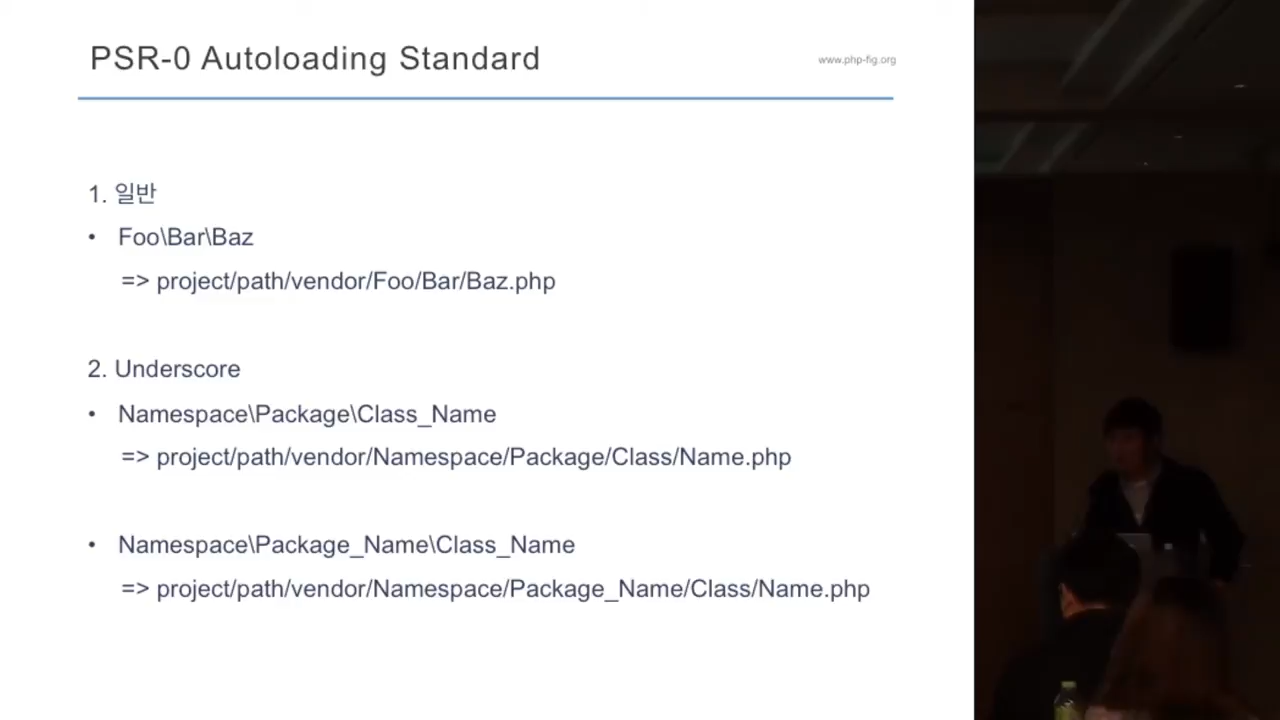 PSR-0 Autoloading Standard
www.php-fig.org
1. 일반
• Foo\Bar\Baz
=> project/path/vendor/Foo/Bar/Baz.php
2. Underscore
• Namespace\Package\Class_Name
=> project/path/vendor/Namespace/Package/Class/Name.php
• Namespace\Package_Name\Class_Name
=> project/path/vendor/Namespace/Package_Name/Class/Name.php